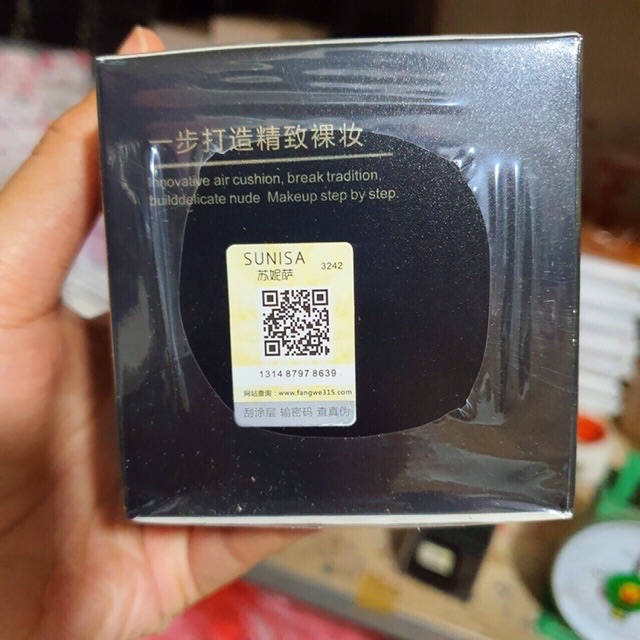 一步打造精致裸妆
Innovative air cushion, break tradition,
builddelicate nude Makeup step by step.
SUNISA
苏妮萨
3242
1314 8797 8639
网站查询：www.fangwe315.com
刮涂层 输密码 查真伪